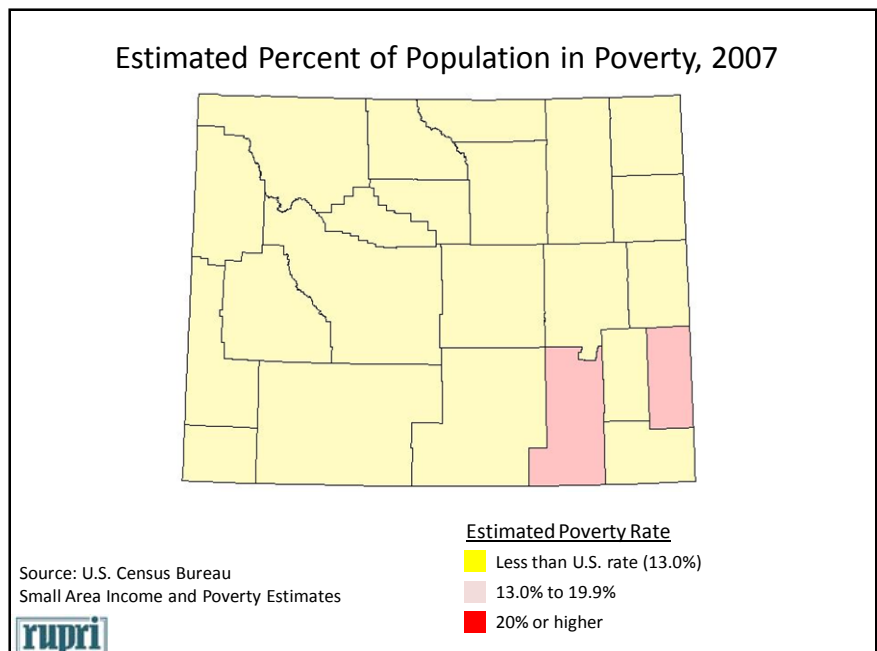 Estimated Percent of Population in Poverty, 2007
Estimated Poverty Rate
Less than U.S. rate (13.0%)
13.0% to 19.9%
20% or higher
Source: U.S. Census Bureau
Small Area Income and Poverty Estimates
rupri